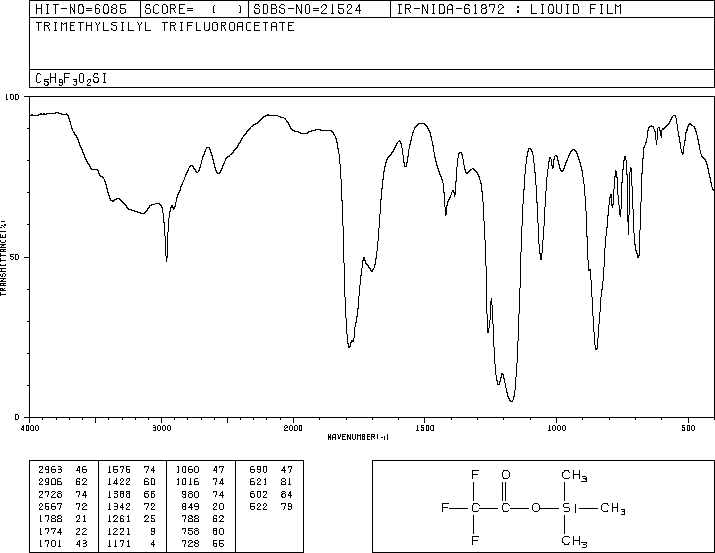 HIT-NO=6085 SCORE= ( ) SDBS-NO=21524 IR-NIDA-61872 : LIQUID FILM
TRIMETHYLSILYL TRIFLUOROACETATE
C5H9F3O2SI
100
50
0
TRANSMITTANCE(%)
4000 3000 2000 1500 1000 500
WAVENUMBER(-1)
2963 46 1576 74 1060 47 690 47
2906 62 1422 60 1016 74 621 81
2728 74 1388 66 980 74 602 84
2667 72 1342 72 849 20 522 79
1788 21 1261 25 788 62
1774 22 1221 9 758 60
1701 43 1171 4 728 55
F O CH3
F C C O SI CH3
F CH3